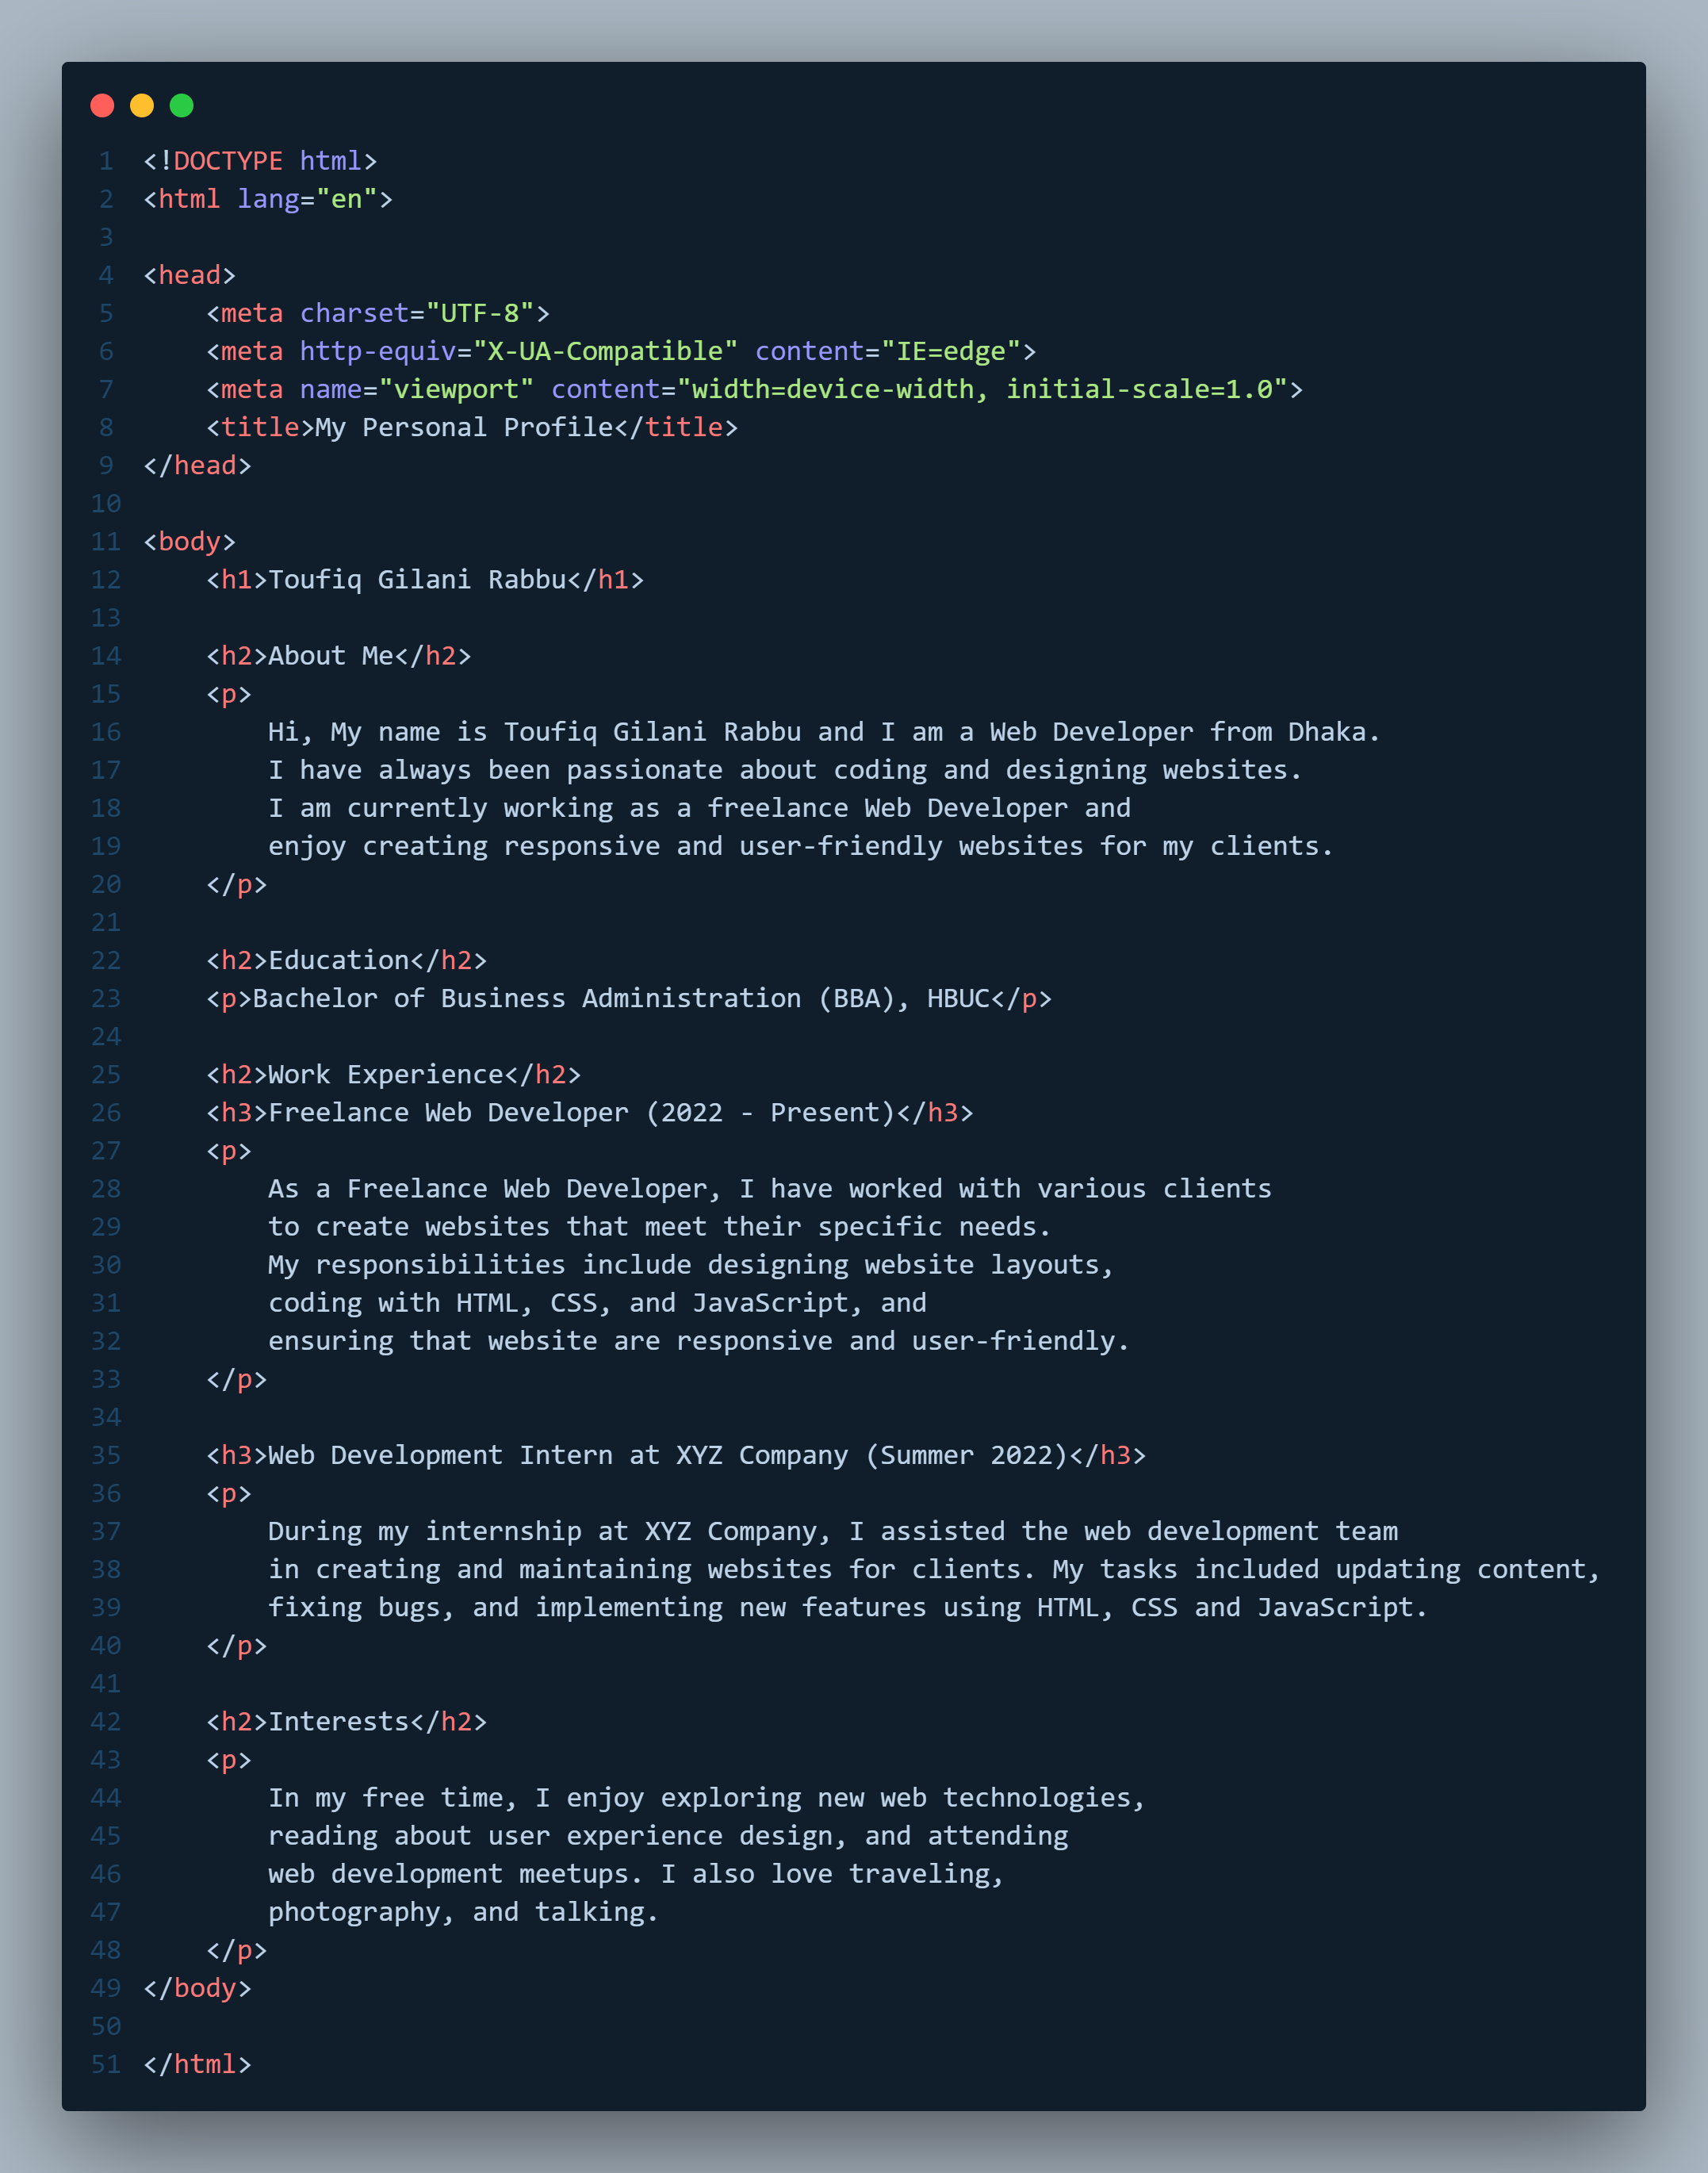 1 <!DOCTYPE html>
2 <html lang="en">
3
4 <head>
5     <meta charset="UTF-8">
6     <meta http-equiv="X-UA-Compatible" content="IE=edge">
7     <meta name="viewport" content="width=device-width, initial-scale=1.0">
8     <title>My Personal Profile</title>
9 </head>
10
11 <body>
12     <h1>Toufiq Gilani Rabbu</h1>
13
14     <h2>About Me</h2>
15     <p>
16         Hi, My name is Toufiq Gilani Rabbu and I am a Web Developer from Dhaka.
17         I have always been passionate about coding and designing websites.
18         I am currently working as a freelance Web Developer and
19         enjoy creating responsive and user-friendly websites for my clients.
20     </p>
21
22     <h2>Education</h2>
23     <p>Bachelor of Business Administration (BBA), HBUC</p>
24
25     <h2>Work Experience</h2>
26     <h3>Freelance Web Developer (2022 - Present)</h3>
27     <p>
28         As a Freelance Web Developer, I have worked with various clients
29         to create websites that meet their specific needs.
30         My responsibilities include designing website layouts,
31         coding with HTML, CSS, and JavaScript, and
32         ensuring that website are responsive and user-friendly.
33     </p>
34
35     <h3>Web Development Intern at XYZ Company (Summer 2022)</h3>
36     <p>
37         During my internship at XYZ Company, I assisted the web development team
38         in creating and maintaining websites for clients. My tasks included updating content,
39         fixing bugs, and implementing new features using HTML, CSS and JavaScript.
40     </p>
41
42     <h2>Interests</h2>
43     <p>
44         In my free time, I enjoy exploring new web technologies,
45         reading about user experience design, and attending
46         web development meetups. I also love traveling,
47         photography, and talking.
48     </p>
49 </body>
50
51 </html>